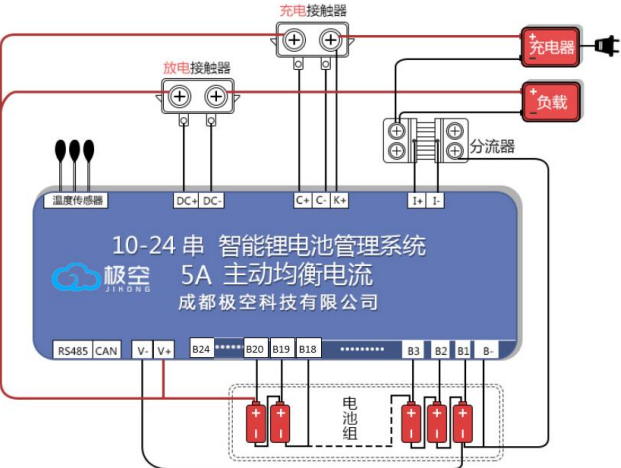 充电接触器
放电接触器
充电器
负载
分流器
温度传感器
DC+ DC-
C+ C- K+
I+ I-
10-24 串 智能锂电池管理系统
极空
JIHONG
5A 主动均衡电流
成都极空科技有限公司
RS485 CAN V- V+ B24 B20 B19 B18 B3 B2 B1 B-
电池组